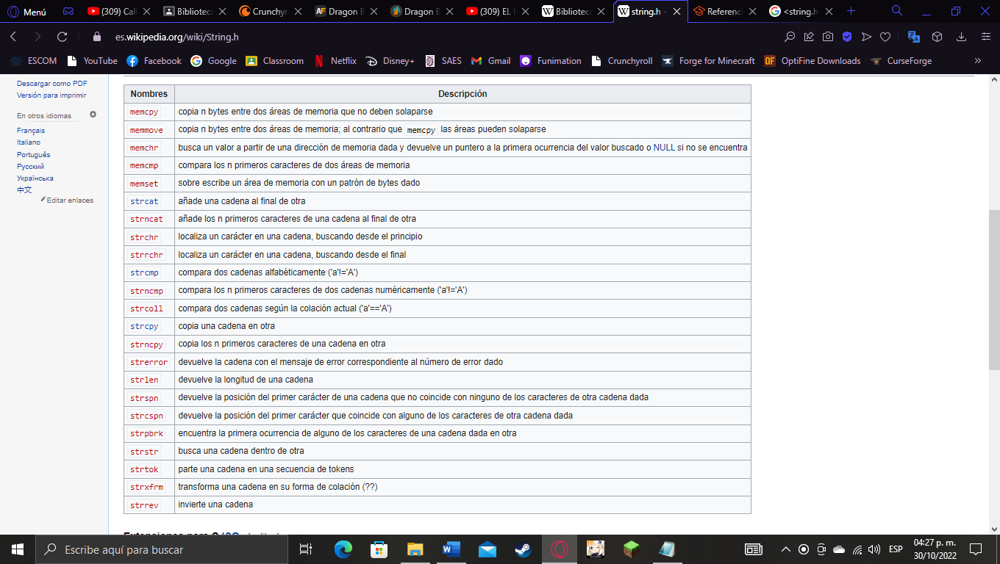 Menú
(309) Call
Biblioteca
Crunchyr
Dragon B
Dragon B
(309) EL I
Biblioteca
string.h -
Referenci
<string.h
es.wikipedia.org/wiki/String.h
ESCOM YouTube Facebook Google Classroom Netflix Disney+ SAES Gmail Funimation Crunchyroll Forge for Minecraft OptiFine Downloads CurseForge »
Descargar como PDF
Versión para imprimir
En otros idiomas
Français
Italiano
Português
Русский
Українська
中文
Editar enlaces
Nombres Descripción
memcpy copia n bytes entre dos áreas de memoria que no deben solaparse
memmove copia n bytes entre dos áreas de memoria; al contrario que memcpy las áreas pueden solaparse
memchr busca un valor a partir de una dirección de memoria dada y devuelve un puntero a la primera ocurrencia del valor buscado o NULL si no se encuentra
memcmp compara los n primeros caracteres de dos áreas de memoria
memset sobre escribe un área de memoria con un patrón de bytes dado
strcat añade una cadena al final de otra
strncat añade los n primeros caracteres de una cadena al final de otra
strchr localiza un carácter en una cadena, buscando desde el principio
strrchr localiza un carácter en una cadena, buscando desde el final
strcmp compara dos cadenas alfabéticamente ('a'!='A')
strncmp compara los n primeros caracteres de dos cadenas numéricamente ('a'!='A')
strcoll compara dos cadenas según la colación actual ('a'=='A')
strcpy copia una cadena en otra
strncpy copia los n primeros caracteres de una cadena en otra
strerror devuelve la cadena con el mensaje de error correspondiente al número de error dado
strlen devuelve la longitud de una cadena
strspn devuelve la posición del primer carácter de una cadena que no coincide con ninguno de los caracteres de otra cadena dada
strcspn devuelve la posición del primer carácter que coincide con alguno de los caracteres de otra cadena dada
strpbrk encuentra la primera ocurrencia de alguno de los caracteres de una cadena dada en otra
strstr busca una cadena dentro de otra
strtok parte una cadena en una secuencia de tokens
strxfrm transforma una cadena en su forma de colación (??)
strrev invierte una cadena
Extensiones para C ISO
Escribe aquí para buscar
ESP
04:27 p. m.
30/10/2022